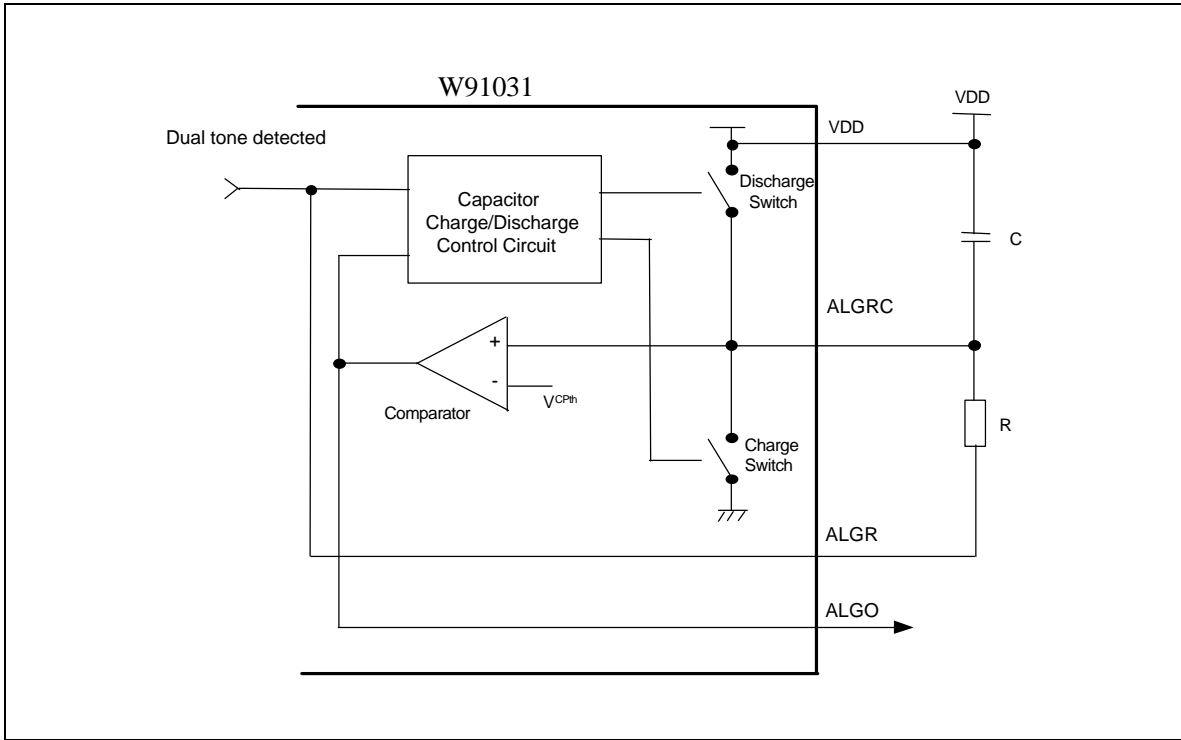 W91031
VDD
VDD
Dual tone detected
Capacitor
Charge/Discharge
Control Circuit
Discharge
Switch
C
ALGRC
+
-
VCPth
Comparator
Charge
Switch
R
ALGR
ALGO